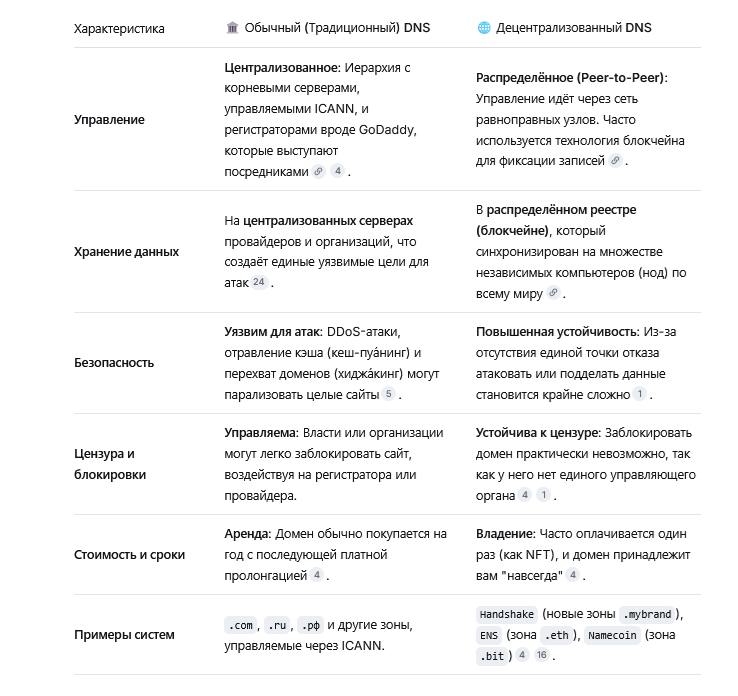 Характеристика
🏛️ Обычный (Традиционный) DNS
🌐 Децентрализованный DNS
Управление
Централизованное: Иерархия с
корневыми серверами,
управляемыми ICANN, и
регистраторами вроде GoDaddy,
которые выступают
посредниками 4 .
Распределённое (Peer-to-Peer):
Управление идёт через сеть
равноправных узлов. Часто
используется технология блокчейна
для фиксации записей .
Хранение данных
На централизованных серверах
провайдеров и организаций, что
создаёт единые уязвимые цели для
атак 24 .
В распределённом реестре
(блокчейне), который
синхронизирован на множестве
независимых компьютеров (нод) по
всему миру .
Безопасность
Уязвим для атак: DDoS-атаки,
отравление кэша (кеш-пуа́нинг) и
перехват доменов (хиджа́кинг) могут
парализовать целые сайты 5 .
Повышенная устойчивость: Из-за
отсутствия единой точки отказа
атаковать или подделать данные
становится крайне сложно 1 .
Цензура и
блокировки
Управляема: Власти или организации
могут легко заблокировать сайт,
воздействуя на регистратора или
провайдера.
Устойчива к цензуре: Заблокировать
домен практически невозможно, так
как у него нет единого управляющего
органа 4 1 .
Стоимость и сроки
Аренда: Домен обычно покупается на
год с последующей платной
пролонгацией 4 .
Владение: Часто оплачивается один
раз (как NFT), и домен принадлежит
вам "навсегда" 4 .
Примеры систем
.com , .ru , .рф и другие зоны,
управляемые через ICANN.
Handshake (новые зоны .mybrand ),
ENS (зона .eth ), Namecoin (зона
.bit ) 4 16 .